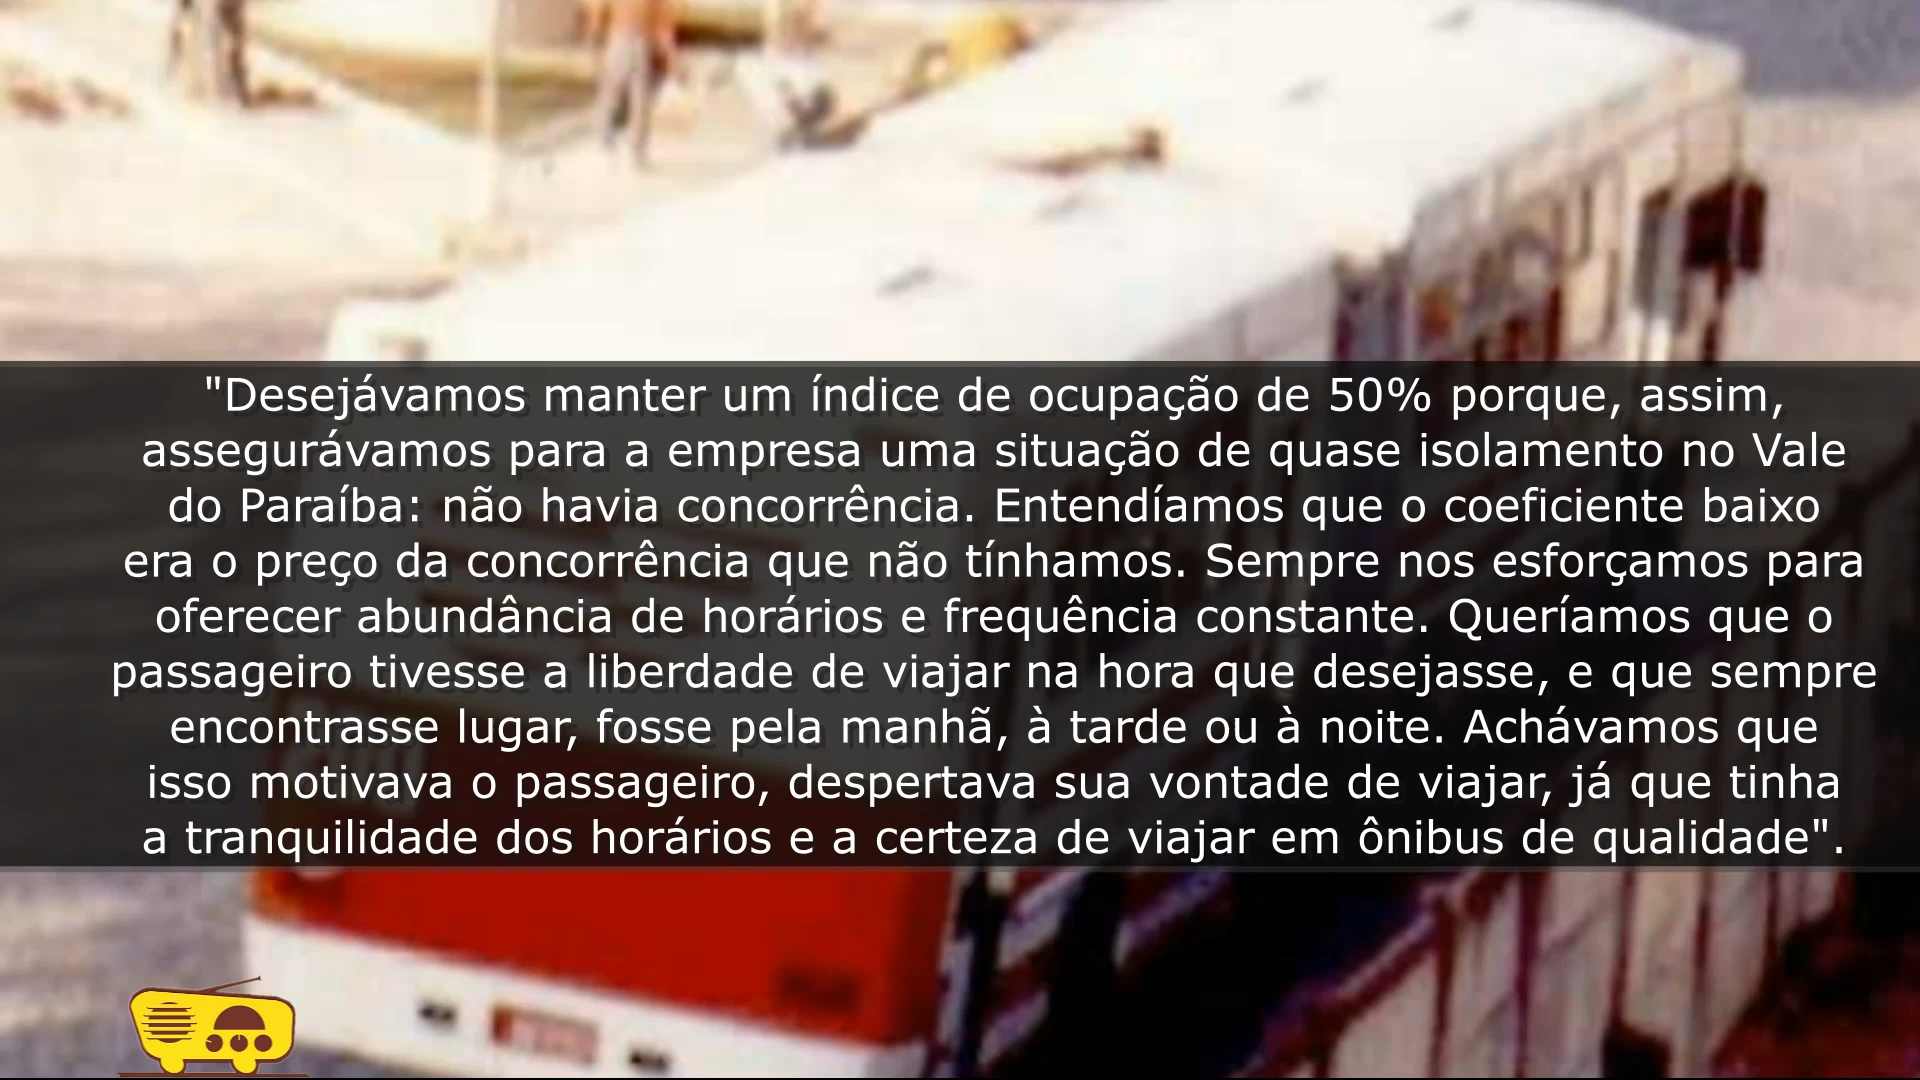 "Desejávamos manter um índice de ocupação de 50% porque, assim,
assegurávamos para a empresa uma situação de quase isolamento no Vale
do Paraíba: não havia concorrência. Entendíamos que o coeficiente baixo
era o preço da concorrência que não tínhamos. Sempre nos esforçamos para
oferecer abundância de horários e frequência constante. Queríamos que o
passageiro tivesse a liberdade de viajar na hora que desejasse, e que sempre
encontrasse lugar, fosse pela manhã, à tarde ou à noite. Achávamos que
isso motivava o passageiro, despertava sua vontade de viajar, já que tinha
a tranquilidade dos horários e a certeza de viajar em ônibus de qualidade".